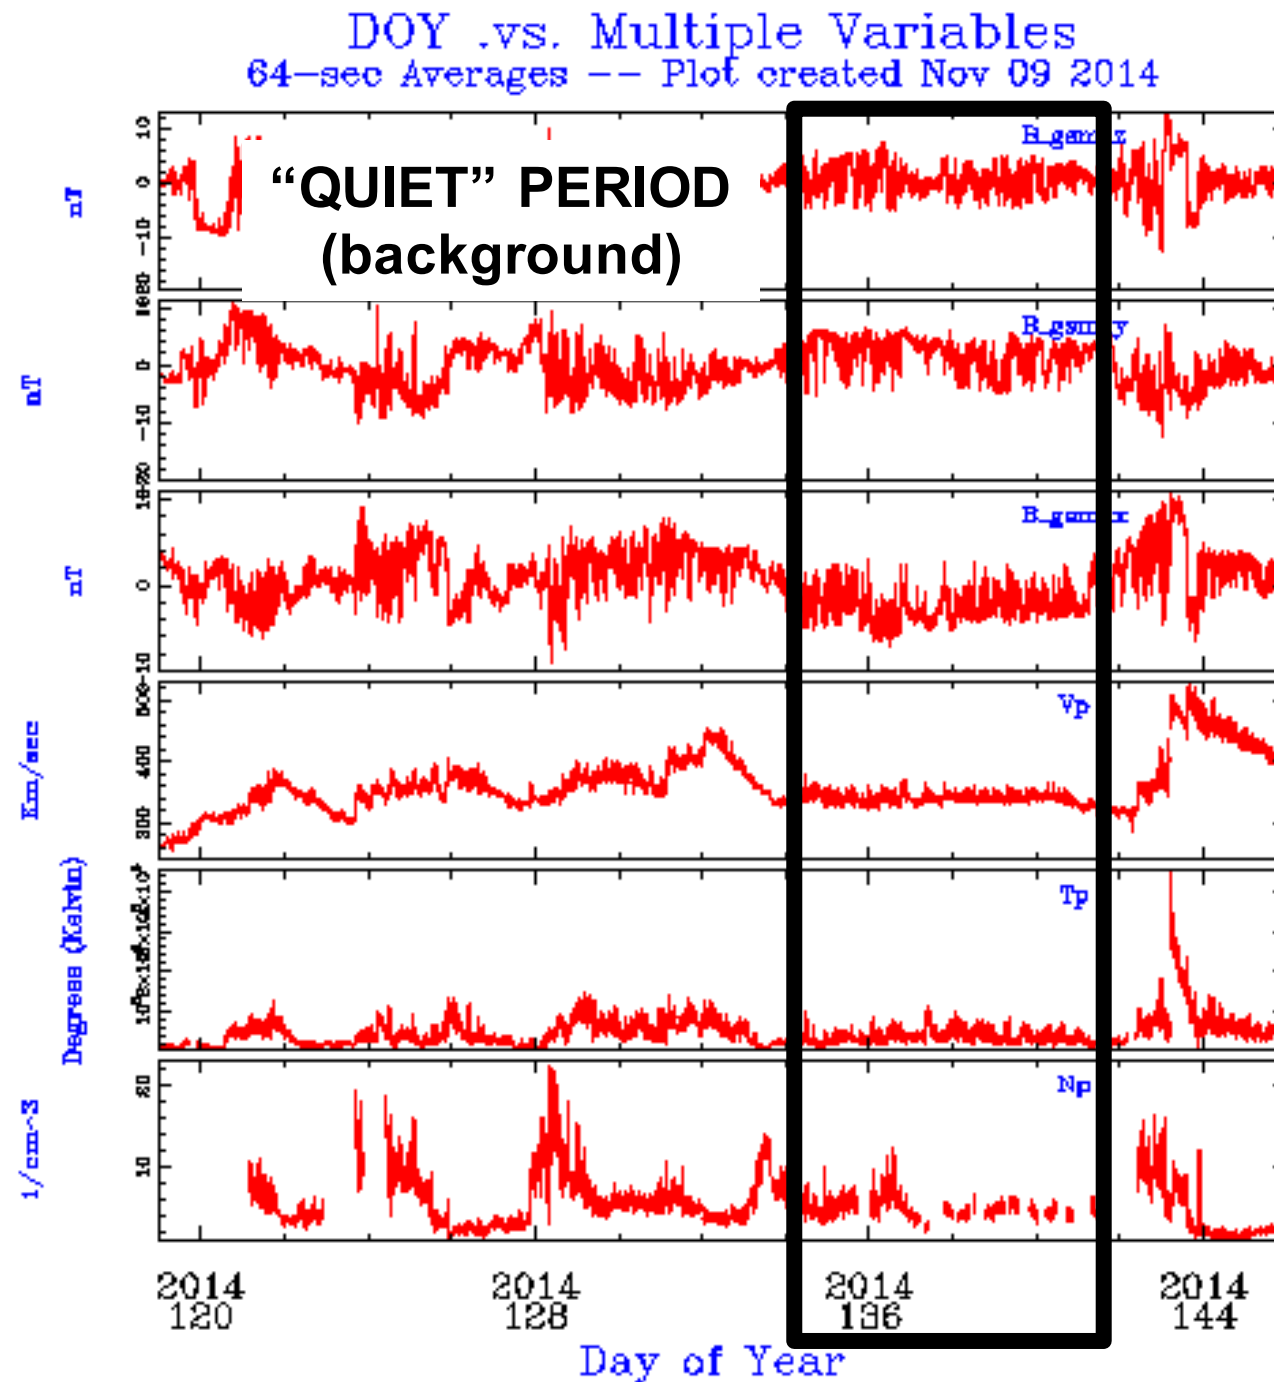 DOY .vs. Multiple Variables
64-sec Averages -- Plot created Nov 09 2014
“QUIET” PERIOD
(background)
nT
10
0
-10
nT
0
-10
nT
0
Km/sec
500
400
300
Vp
Degress (Kelvin)
Tp
1/cm^3
20
10
Np
2014 2014 2014 2014
120 128 136 144
Day of Year